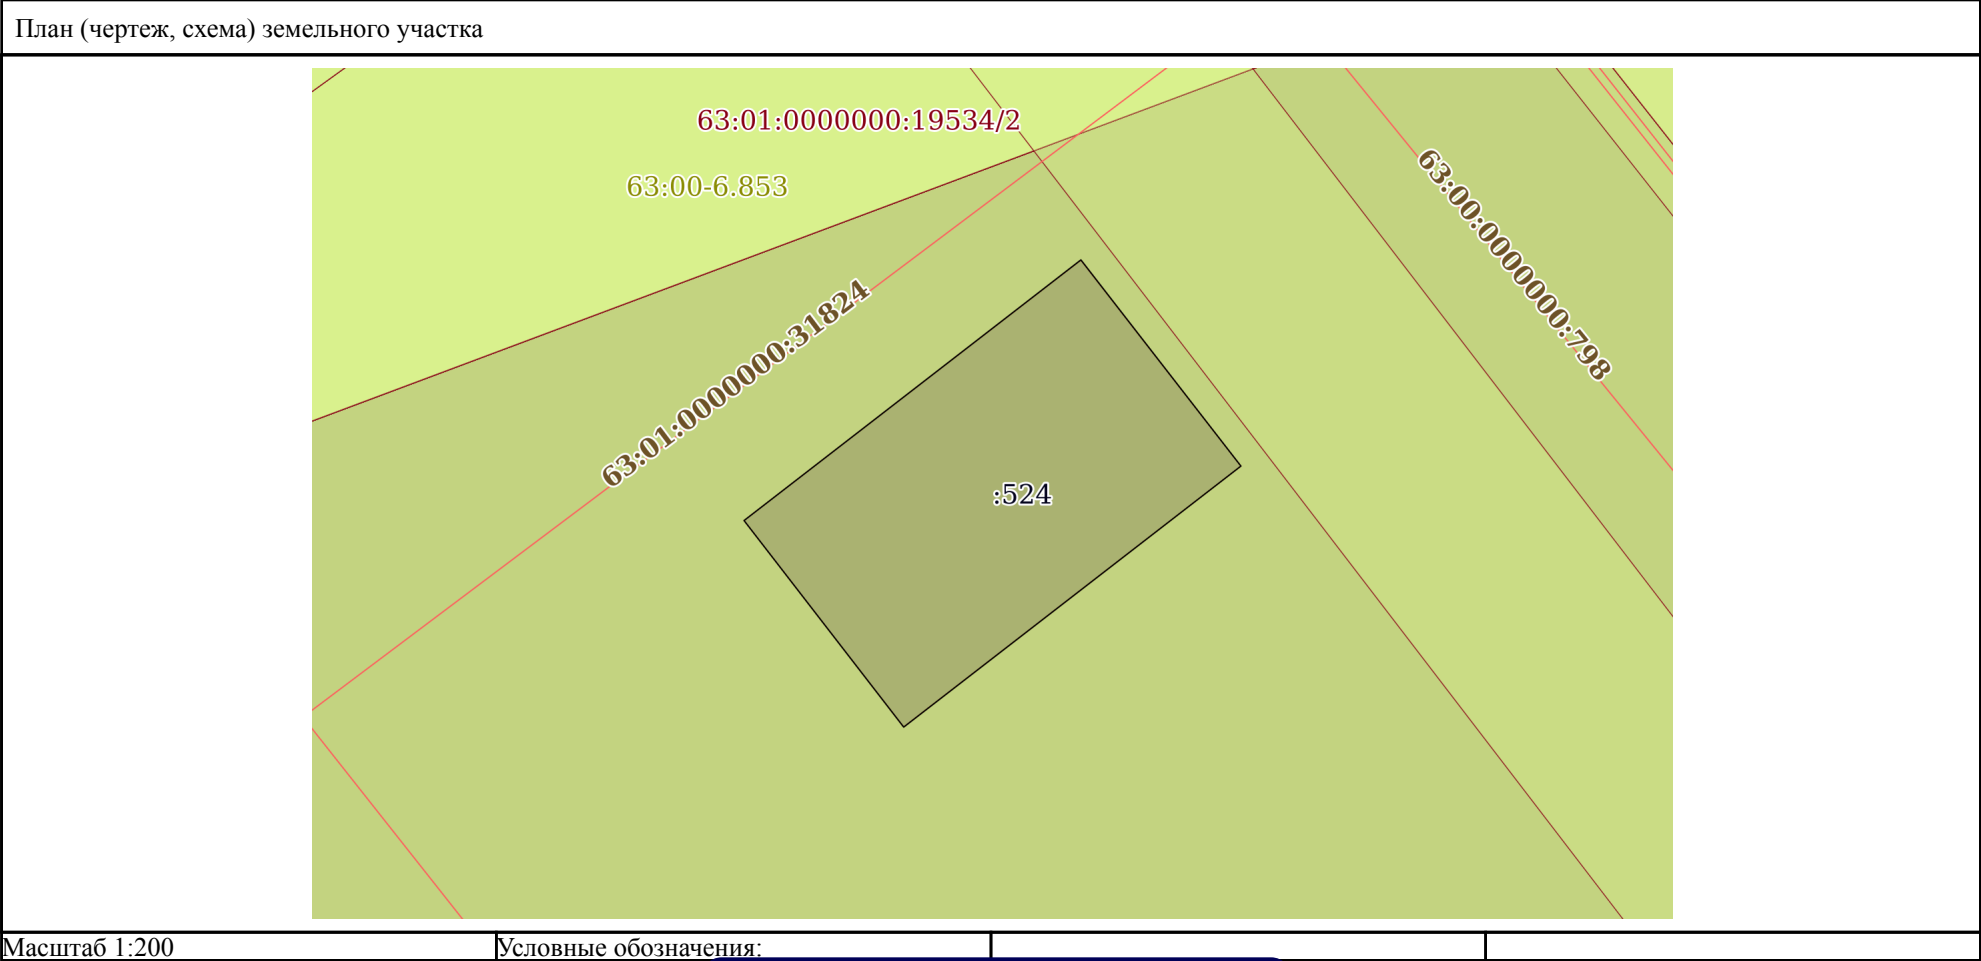 План (чертеж, схема) земельного участка
63:01:0000000:19534/2
63:00-6.853
63:00:0000000:798
63:01:0000000:31824
:524
Масштаб 1:200
Условные обозначения: